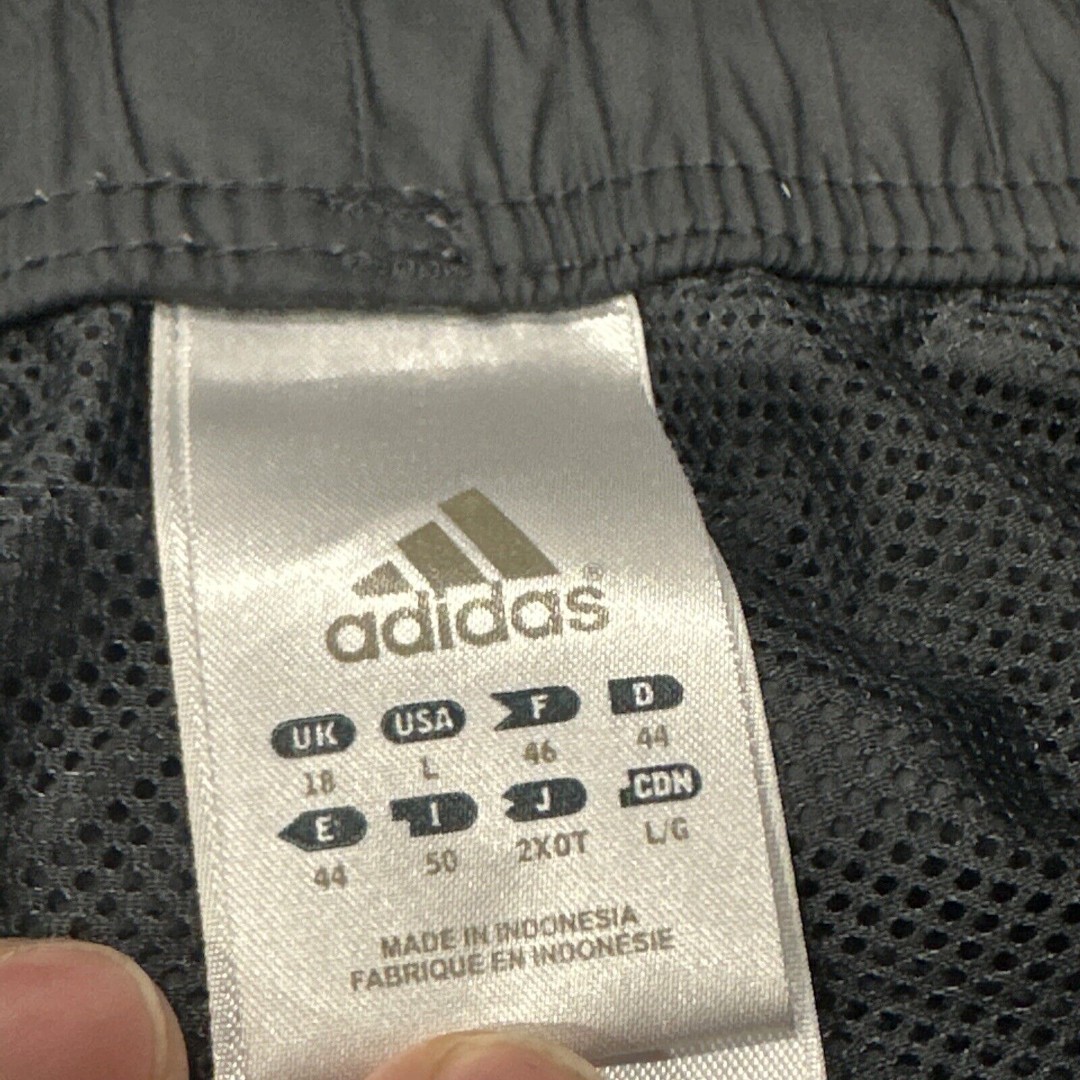 adidas®
UK USA F D
18 L 46 44
E I J CDN
44 50 2XOT L/G
MADE IN INDONESIA
FABRIQUE EN INDONESIE